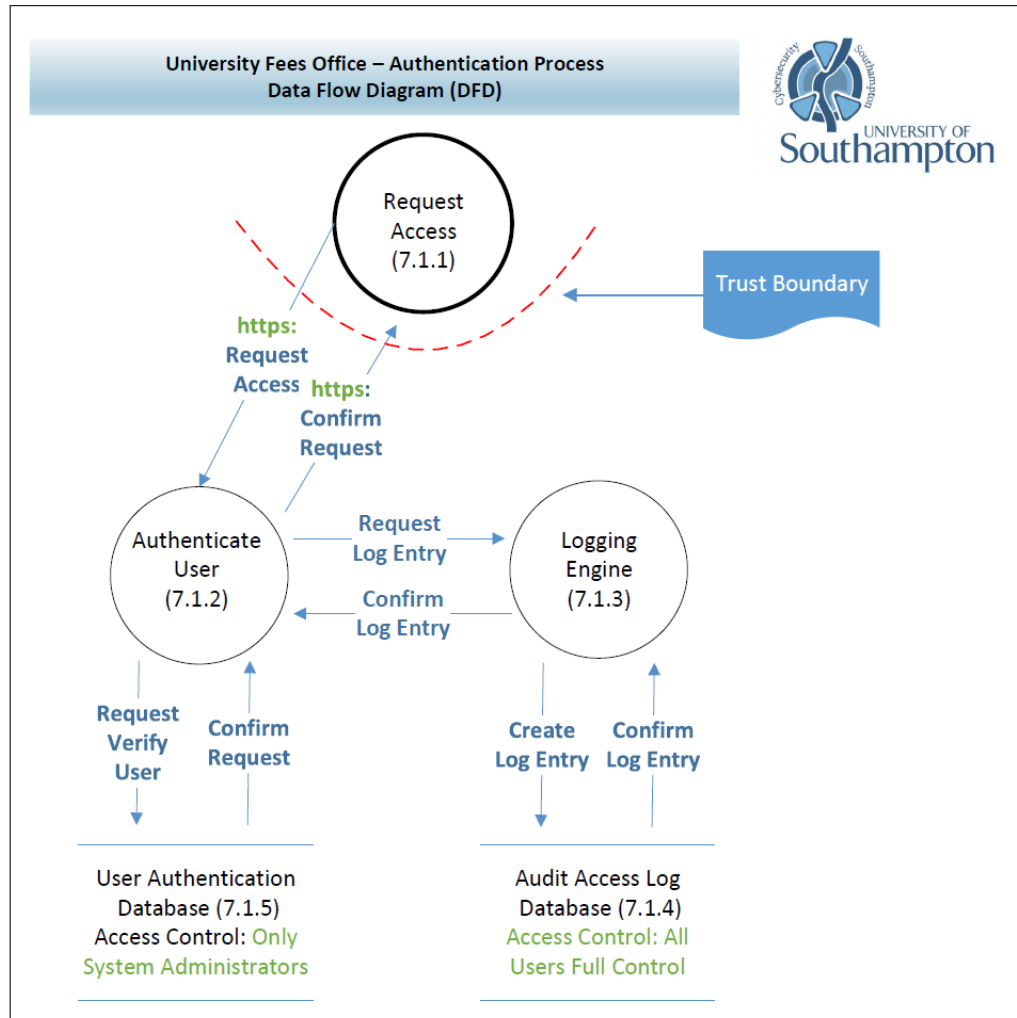 University Fees Office – Authentication Process
Data Flow Diagram (DFD)
Cybersecurity
Southampton
UNIVERSITY OF
Southampton
Request
Access
(7.1.1)
Trust Boundary
https:
Request
Access
https:
Confirm
Request
Authenticate
User
(7.1.2)
Request
Log Entry
Confirm
Log Entry
Logging
Engine
(7.1.3)
Request
Verify
User
Confirm
Request
Create
Log Entry
Confirm
Log Entry
User Authentication
Database (7.1.5)
Access Control: Only
System Administrators
Audit Access Log
Database (7.1.4)
Access Control: All
Users Full Control